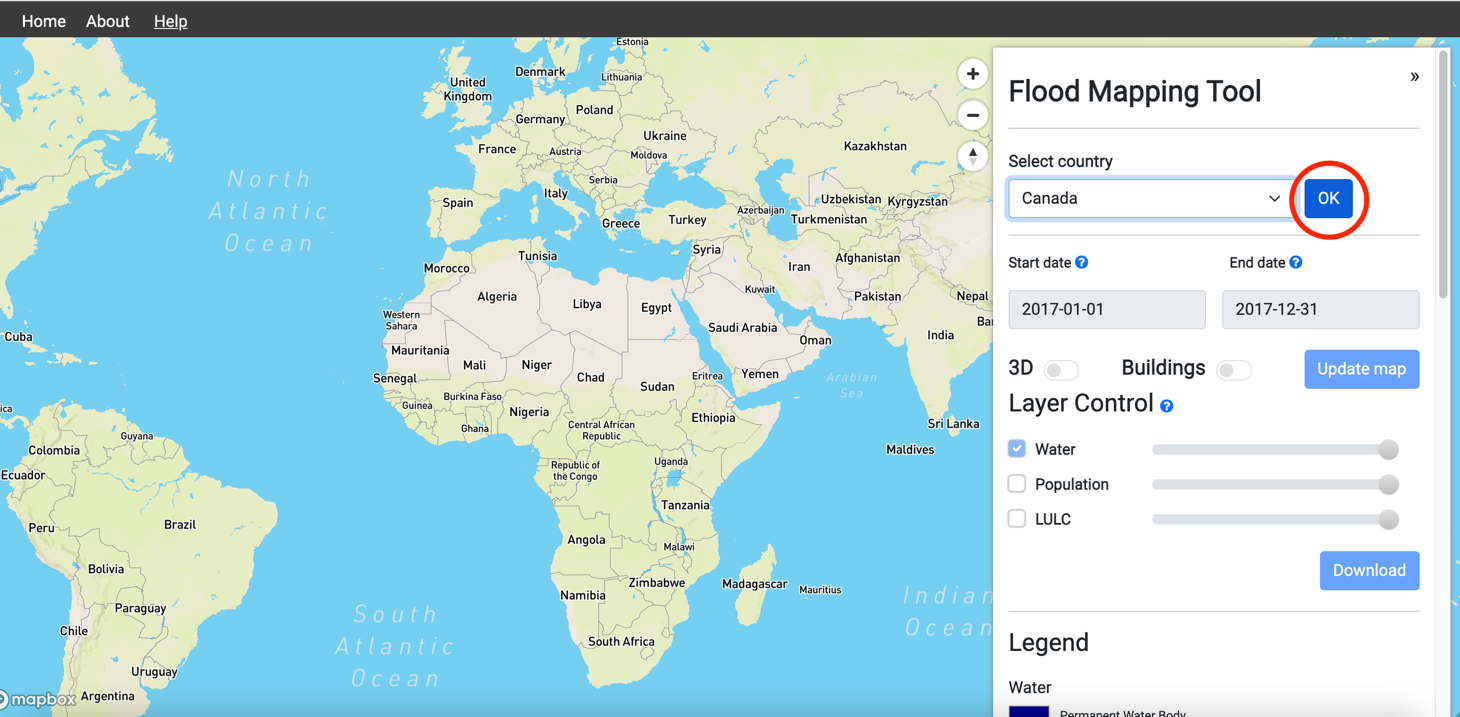 Home About Help
Estonia
Denmark
Lithuania
United
Kingdom
Poland
Germany
Ukraine
France
Austria
Moldova
Kazakhstan
Serbia
Italy
Spain
Uzbekistan
Kyrgyzstan
Azerbaijan
Turkey
Turkmenistan
Greece
North
Atlantic
Ocean
Syria
Tunisia
Afghanistan
Morocco
Iran
Algeria
Libya
Egypt
Kuwait
Pakistan
Nepal
Western
Sahara
Saudi Arabia
India
Cuba
Oman
Mauritania
Mali
Niger
Chad
Senegal
Sudan
Eritrea
Yemen
Arabian
Sea
Burkina Faso
Guinea
Nigeria
Ethiopia
Ghana
Central African
Republic
Sri Lanka
Maldives
Guyana
Colombia
Ecuador
Uganda
Republic of
the Congo
Tanzania
Peru
Brazil
Angola
Malawi
Bolivia
Zimbabwe
Madagascar
Mauritius
Namibia
Paraguay
South
Atlantic
Ocean
Indian
Ocean
Chile
South Africa
Uruguay
Argentina
mapbox
»
Flood Mapping Tool
Select country
Canada OK
Start date ? End date ?
2017-01-01 2017-12-31
3D Buildings Update map
Layer Control ?
Water
Population
LULC
Download
Legend
Water
Permanent Water Body